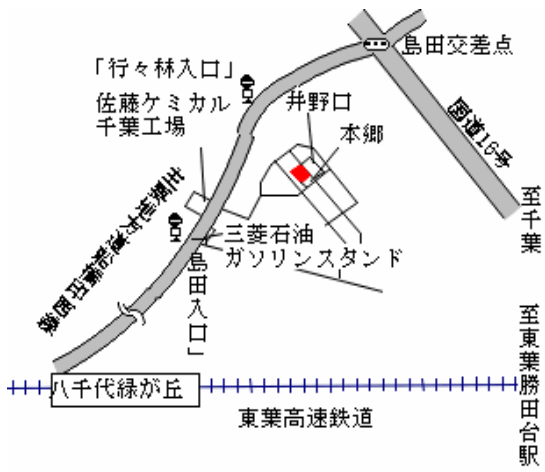 島田交差点
「行々林入口」
佐藤ケミカル
千葉工場
井野口
本郷
国道16号
至千葉
主要地方道船橋印西線
三菱石油
ガソリンスタンド
島田入口」
至東葉勝田台駅
八千代緑が丘
東葉高速鉄道